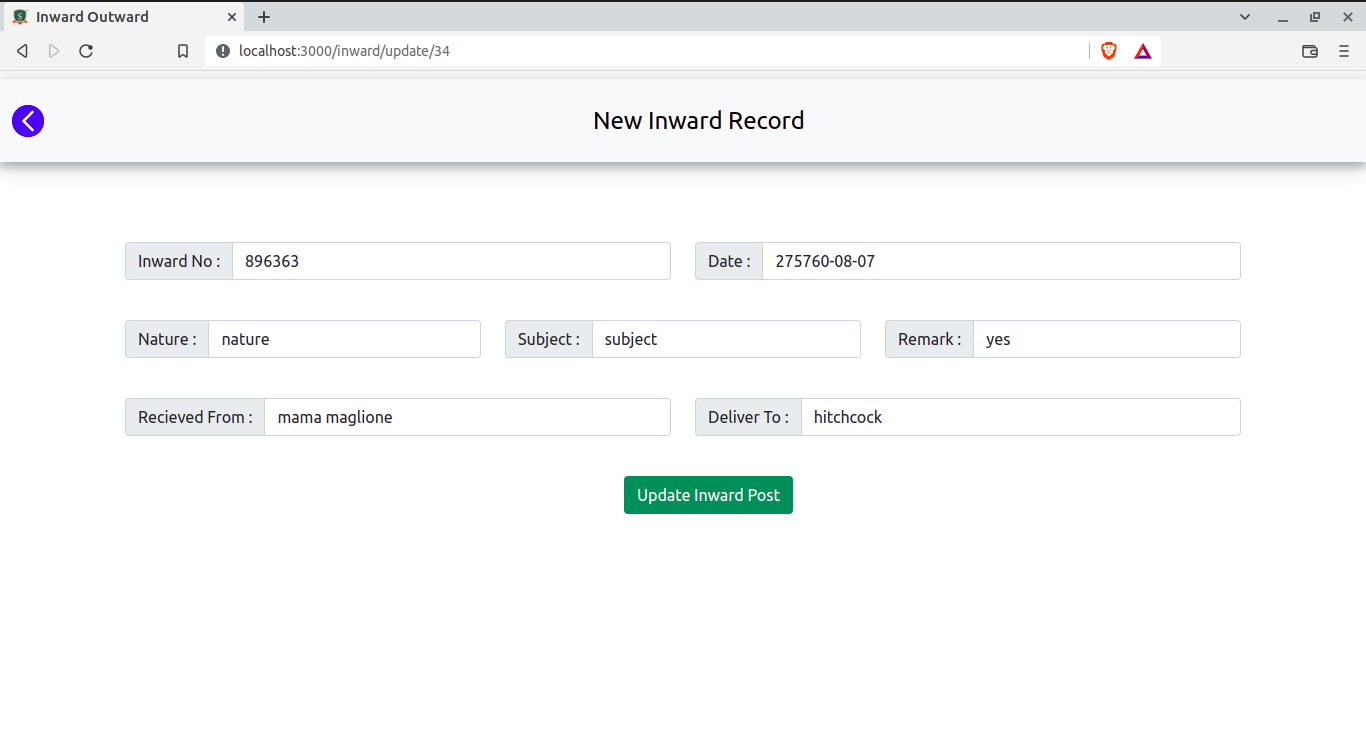 Inward Outward
localhost:3000/inward/update/34
New Inward Record
Inward No : 896363 Date : 275760-08-07
Nature : nature Subject : subject Remark : yes
Recieved From : mama maglione Deliver To : hitchcock
Update Inward Post